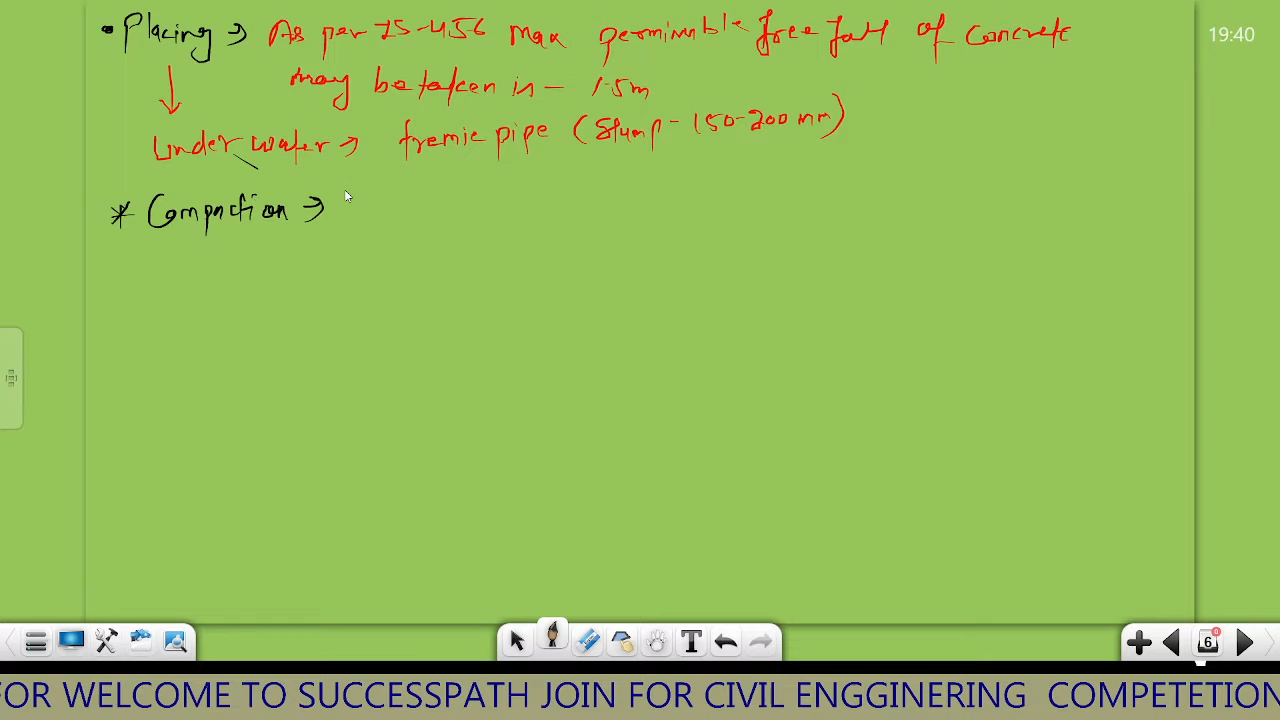 • Placing → As per IS-456 Max permissible free fall of concrete
may be taken is – 1.5m
Under water → tremie pipe (Slump - 150-200 mm)
* Compaction →
19:40
T
6
FOR WELCOME TO SUCCESSPATH JOIN FOR CIVIL ENGGINERING COMPETETION